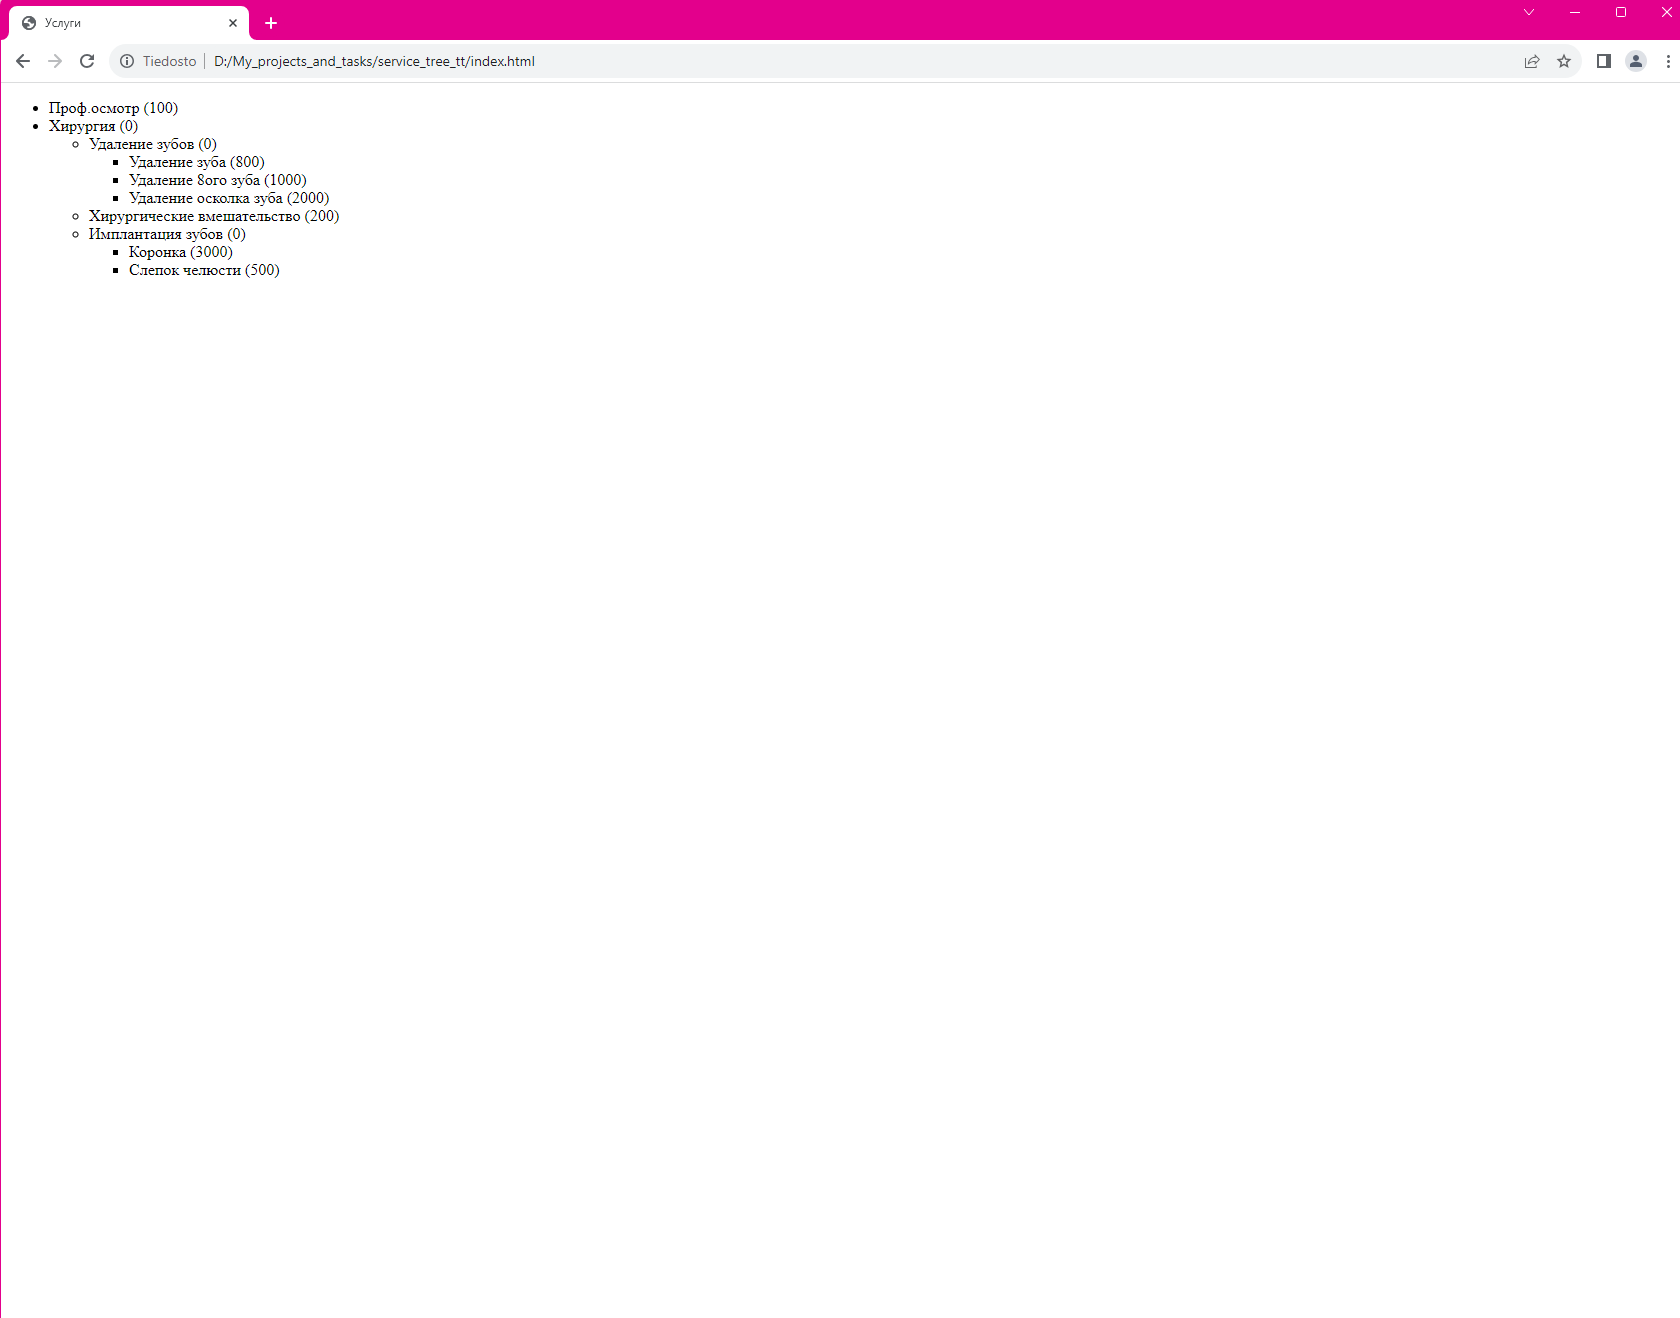 Услуги
Tiedosto D:/My_projects_and_tasks/service_tree_tt/index.html
Проф.осмотр (100)
Хирургия (0)
Удаление зубов (0)
Удаление зуба (800)
Удаление 8ого зуба (1000)
Удаление осколка зуба (2000)
Хирургические вмешательство (200)
Имплантация зубов (0)
Коронка (3000)
Слепок челюсти (500)